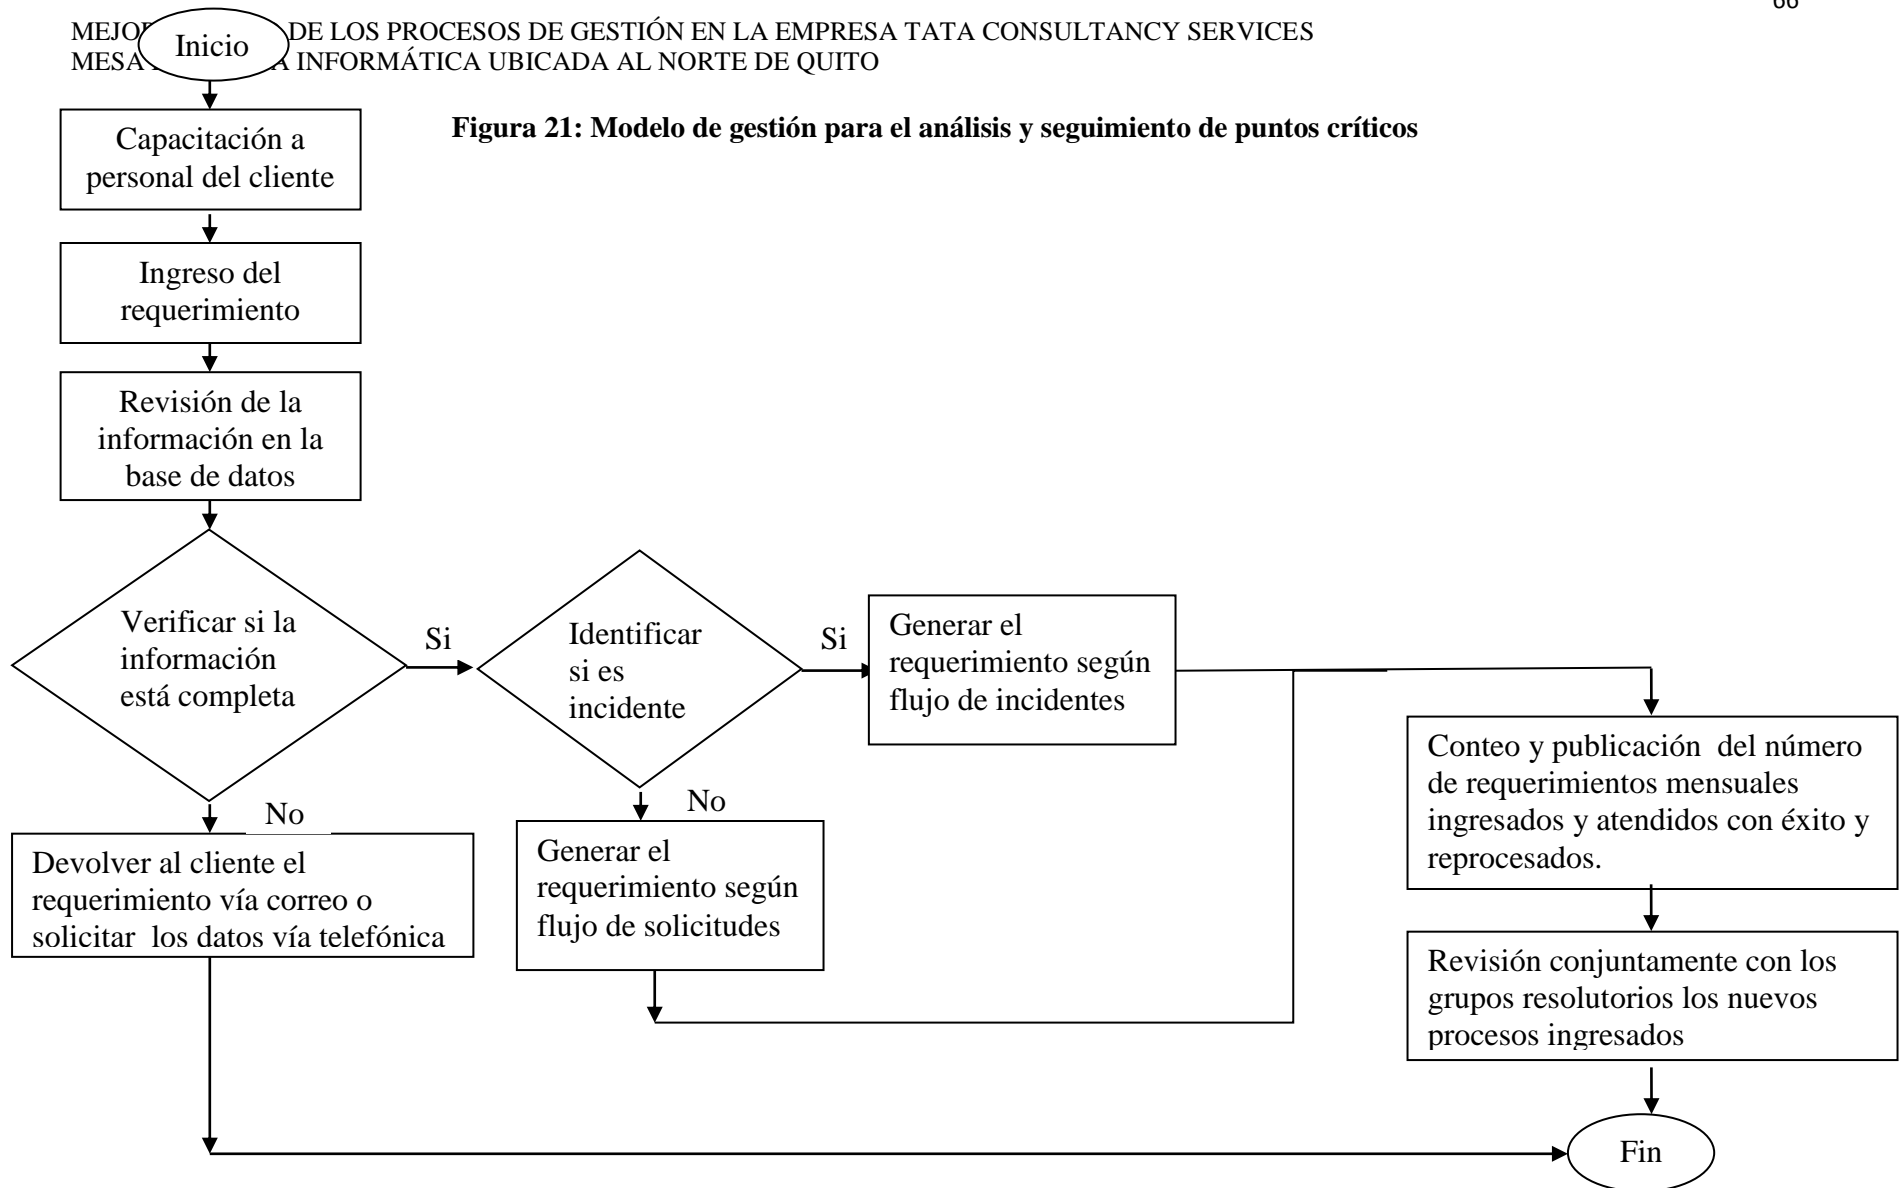 DE LOS PROCESOS DE GESTIÓN EN LA EMPRESA TATA CONSULTANCY SERVICES
MESA INFORMÁTICA UBICADA AL NORTE DE QUITO
Inicio
Figura 21: Modelo de gestión para el análisis y seguimiento de puntos críticos
Capacitación a
personal del cliente
Ingreso del
requerimiento
Revisión de la
información en la
base de datos
Verificar si la
información
está completa
Si
No
Devolver al cliente el
requerimiento vía correo o
solicitar los datos vía telefónica
Identificar
si es
incidente
Si
No
Generar el
requerimiento según
flujo de solicitudes
Generar el
requerimiento según
flujo de incidentes
Conteo y publicación del número
de requerimientos mensuales
ingresados y atendidos con éxito y
reprocesados.
Revisión conjuntamente con los
grupos resolutorios los nuevos
procesos ingresados
Fin